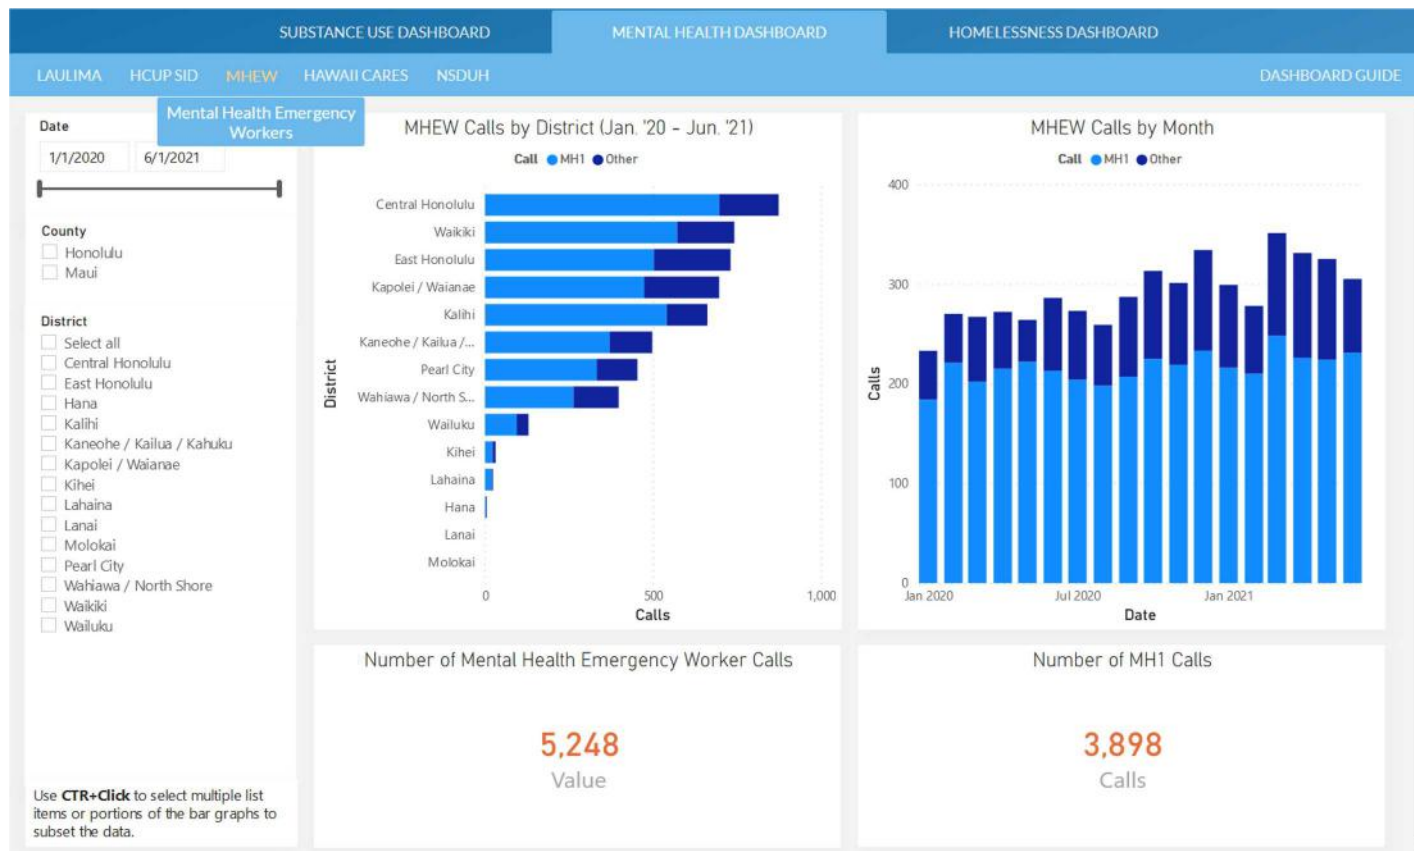 SUBSTANCE USE DASHBOARD
MENTAL HEALTH DASHBOARD
HOMELESSNESS DASHBOARD
LAULIMA
HCUP SID
MHEW
HAWAII CARES
NSDUH
DASHBOARD GUIDE
Mental Health Emergency
Workers
Date
1/1/2020
6/1/2021
County
Honolulu
Maui
District
Select all
Central Honolulu
East Honolulu
Hana
Kalihi
Kaneohe / Kailua / Kahuku
Kapolei / Waianae
Kihei
Lahaina
Lanai
Molokai
Pearl City
Wahiawa / North Shore
Waikiki
Wailuku
Use CTR+Click to select multiple list
items or portions of the bar graphs to
subset the data.
MHEW Calls by District (Jan. '20 - Jun. '21)
Call MH1 Other
District
Central Honolulu
Waikiki
East Honolulu
Kapolei / Waianae
Kalihi
Kaneohe / Kailua /...
Pearl City
Wahiawa / North S...
Wailuku
Kihei
Lahaina
Hana
Lanai
Molokai
0 500 1,000
Calls
MHEW Calls by Month
Call MH1 Other
Calls
400
300
200
100
0
Jan 2020 Jul 2020 Jan 2021
Date
Number of Mental Health Emergency Worker Calls
5,248
Value
Number of MH1 Calls
3,898
Calls